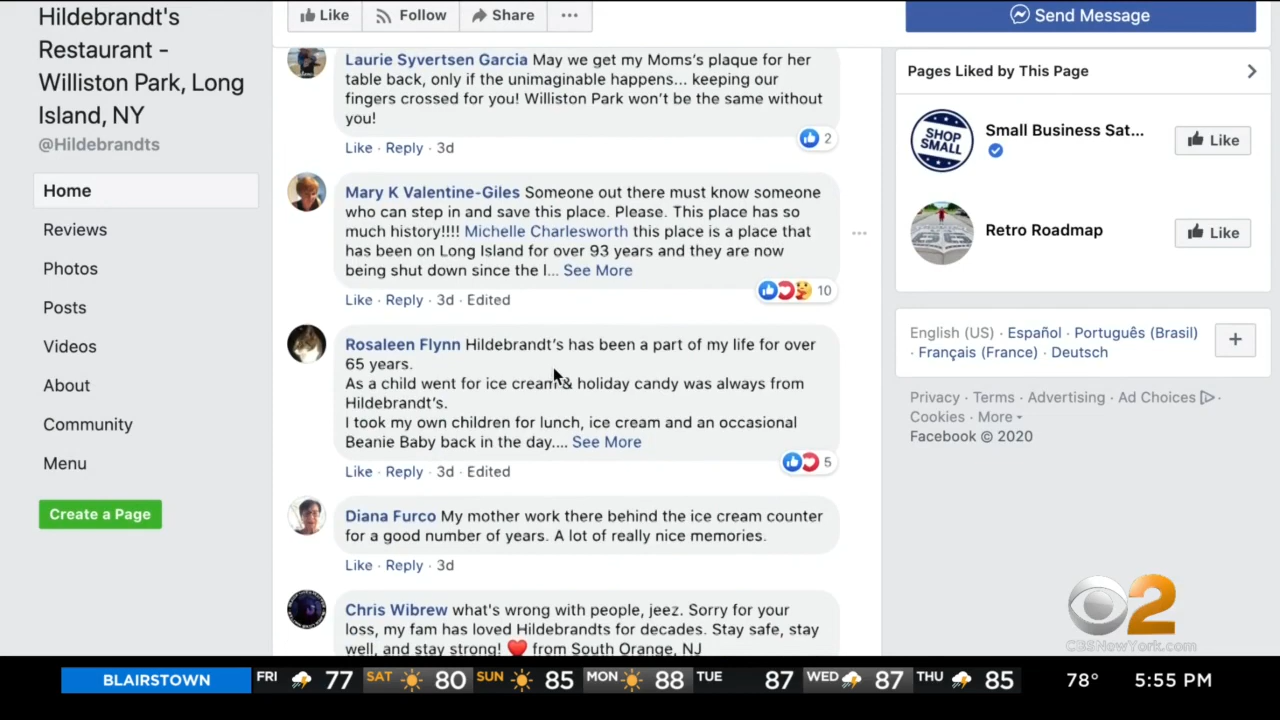 Hildebrandt's
Restaurant -
Williston Park, Long
Island, NY
@Hildebrandts
Home
Reviews
Photos
Posts
Videos
About
Community
Menu
Create a Page
Like
Follow
Share
Laurie Syvertsen Garcia May we get my Moms's plaque for her
table back, only if the unimaginable happens... keeping our
fingers crossed for you! Williston Park won't be the same without
you!
2
Like · Reply · 3d
Mary K Valentine-Giles Someone out there must know someone
who can step in and save this place. Please. This place has so
much history!!!! Michelle Charlesworth this place is a place that
has been on Long Island for over 93 years and they are now
being shut down since the l... See More
10
Like · Reply · 3d · Edited
Rosaleen Flynn Hildebrandt's has been a part of my life for over
65 years.
As a child went for ice cream & holiday candy was always from
Hildebrandt's.
I took my own children for lunch, ice cream and an occasional
Beanie Baby back in the day.... See More
5
Like · Reply · 3d · Edited
Diana Furco My mother work there behind the ice cream counter
for a good number of years. A lot of really nice memories.
Like · Reply · 3d
Chris Wibrew what's wrong with people, jeez. Sorry for your
loss, my fam has loved Hildebrandts for decades. Stay safe, stay
well, and stay strong! ❤️ from South Orange, NJ
Send Message
Pages Liked by This Page
SHOP
SMALL
Small Business Sat...
Like
Retro Roadmap
Like
English (US) · Español · Português (Brasil)
· Français (France) · Deutsch
Privacy · Terms · Advertising · Ad Choices ·
Cookies · More
Facebook © 2020
2
CBSNewYork.com
BLAIRSTOWN FRI 77 SAT 80 SUN 85 MON 88 TUE 87 WED 87 THU 85 78° 5:55 PM